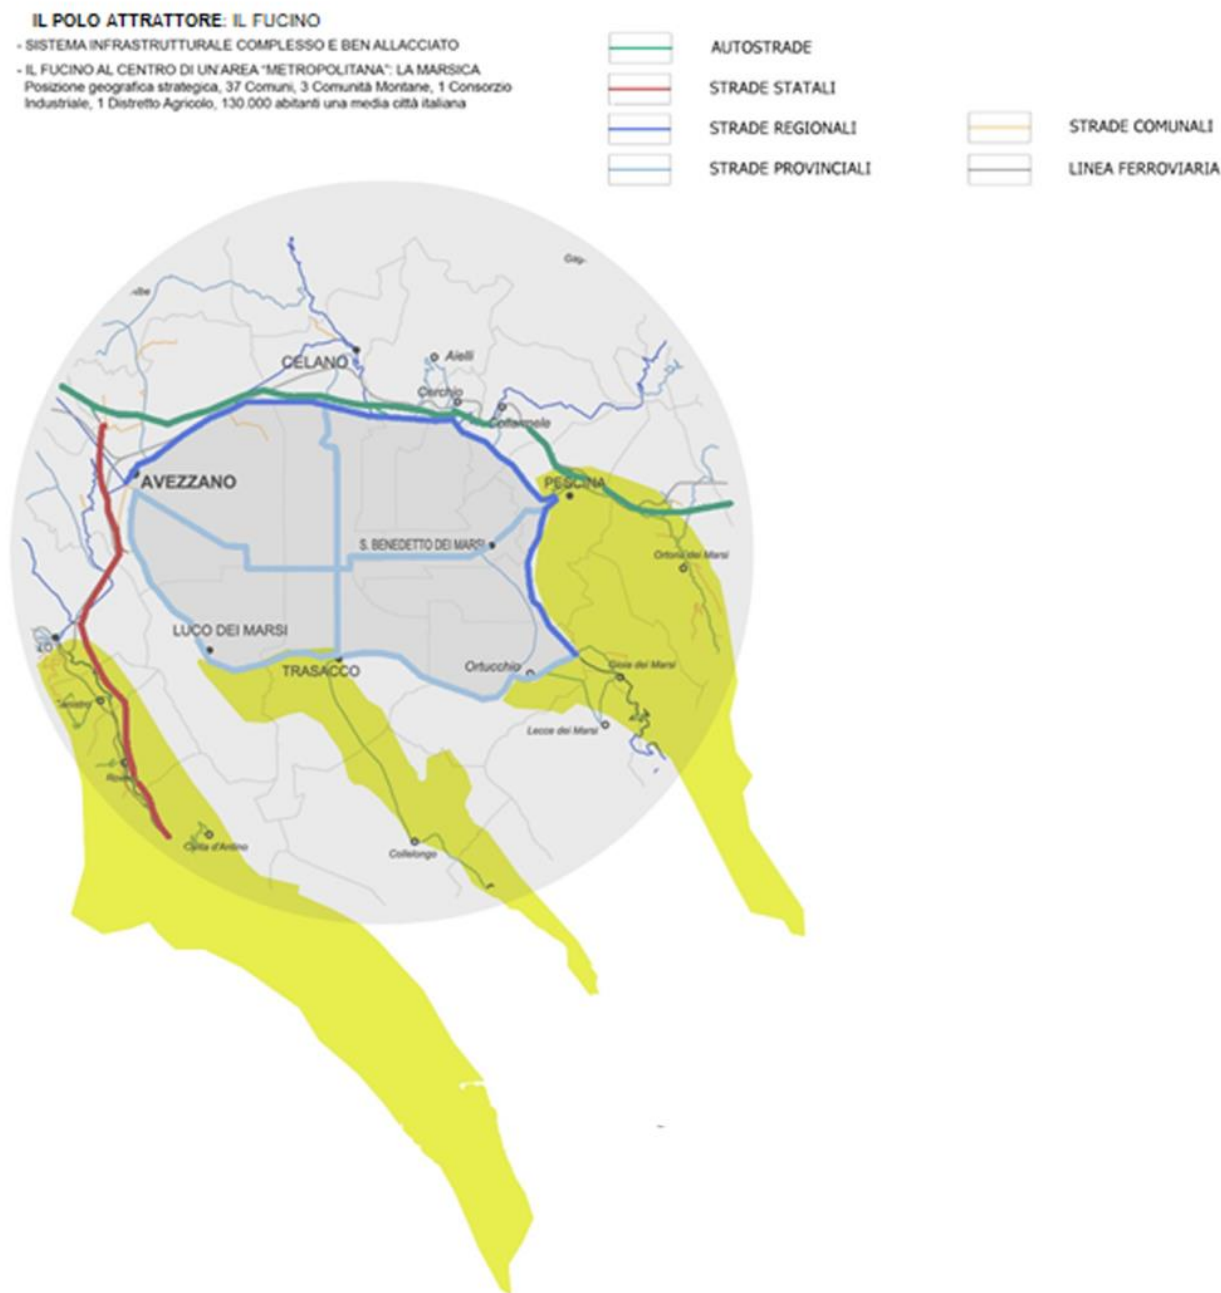 IL POLO ATTRATTORE: IL FUCINO
- SISTEMA INFRASTRUTTURALE COMPLESSO E BEN ALLACCIATO
- IL FUCINO AL CENTRO DI UN'AREA "METROPOLITANA": LA MARSICA
Posizione geografica strategica, 37 Comuni, 3 Comunità Montane, 1 Consorzio
Industriale, 1 Distretto Agricolo, 130.000 abitanti una media città italiana
AUTOSTRADE
STRADE STATALI
STRADE REGIONALI
STRADE PROVINCIALI
STRADE COMUNALI
LINEA FERROVIARIA
CELANO
Aielli
Cerchio
Collarmele
AVEZZANO
PESCINA
S. BENEDETTO DEI MARSI
Ortona dei Marsi
LUCO DEI MARSI
TRASACCO
Ortucchio
Gioia dei Marsi
Lecce dei Marsi
Civita d'Antino
Collelongo